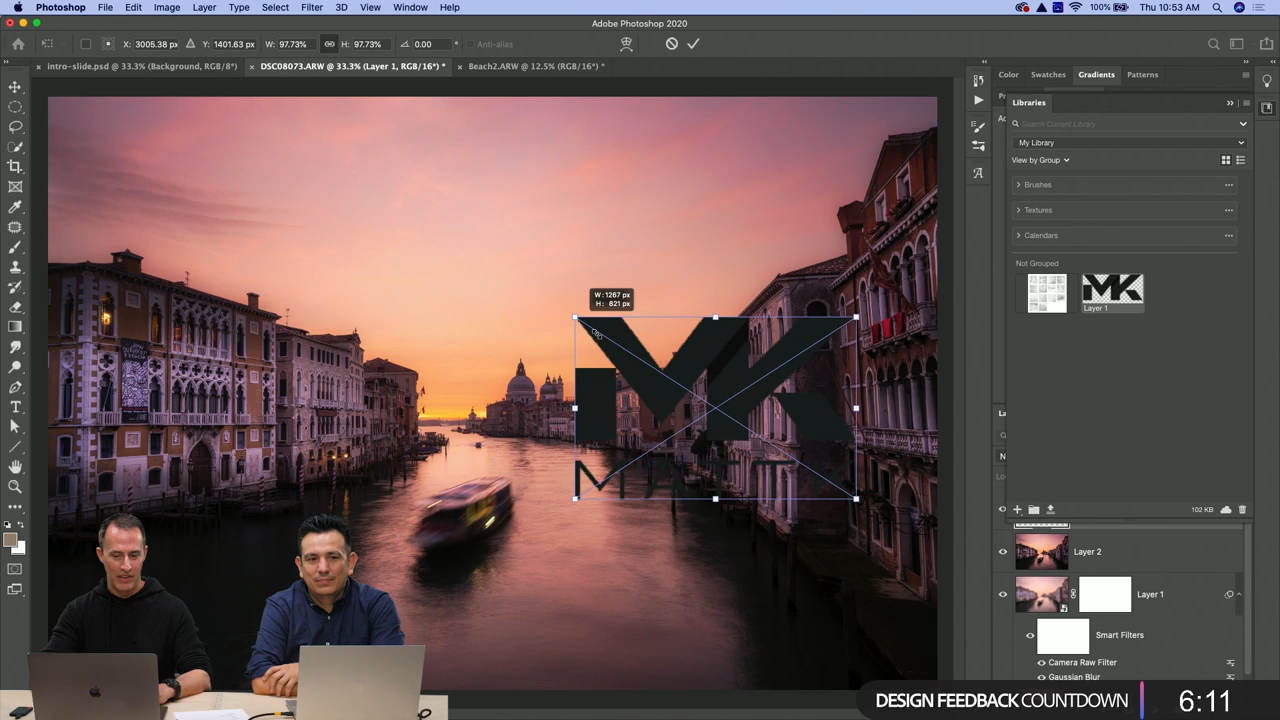 Photoshop File Edit Image Layer Type Select Filter 3D View Window Help 100% Thu 10:53 AM
Adobe Photoshop 2020
X: 3005.38 px Y: 1401.63 px W: 97.73% H: 97.73% 0.00 ° Anti-alias
× intro-slide.psd @ 33.3% (Background, RGB/8*) × DSC08073.ARW @ 33.3% (Layer 1, RGB/16*) * × Beach2.ARW @ 12.5% (RGB/16*) *
Color Swatches Gradients Patterns
Libraries
Search Current Library
My Library
View by Group
Brushes
Textures
Calendars
Not Grouped
MK
Layer 1
W: 1267 px
H: 821 px
MK
102 KB
Layer 2
Layer 1
Smart Filters
Camera Raw Filter
Gaussian Blur
DESIGN FEEDBACK COUNTDOWN 6:11